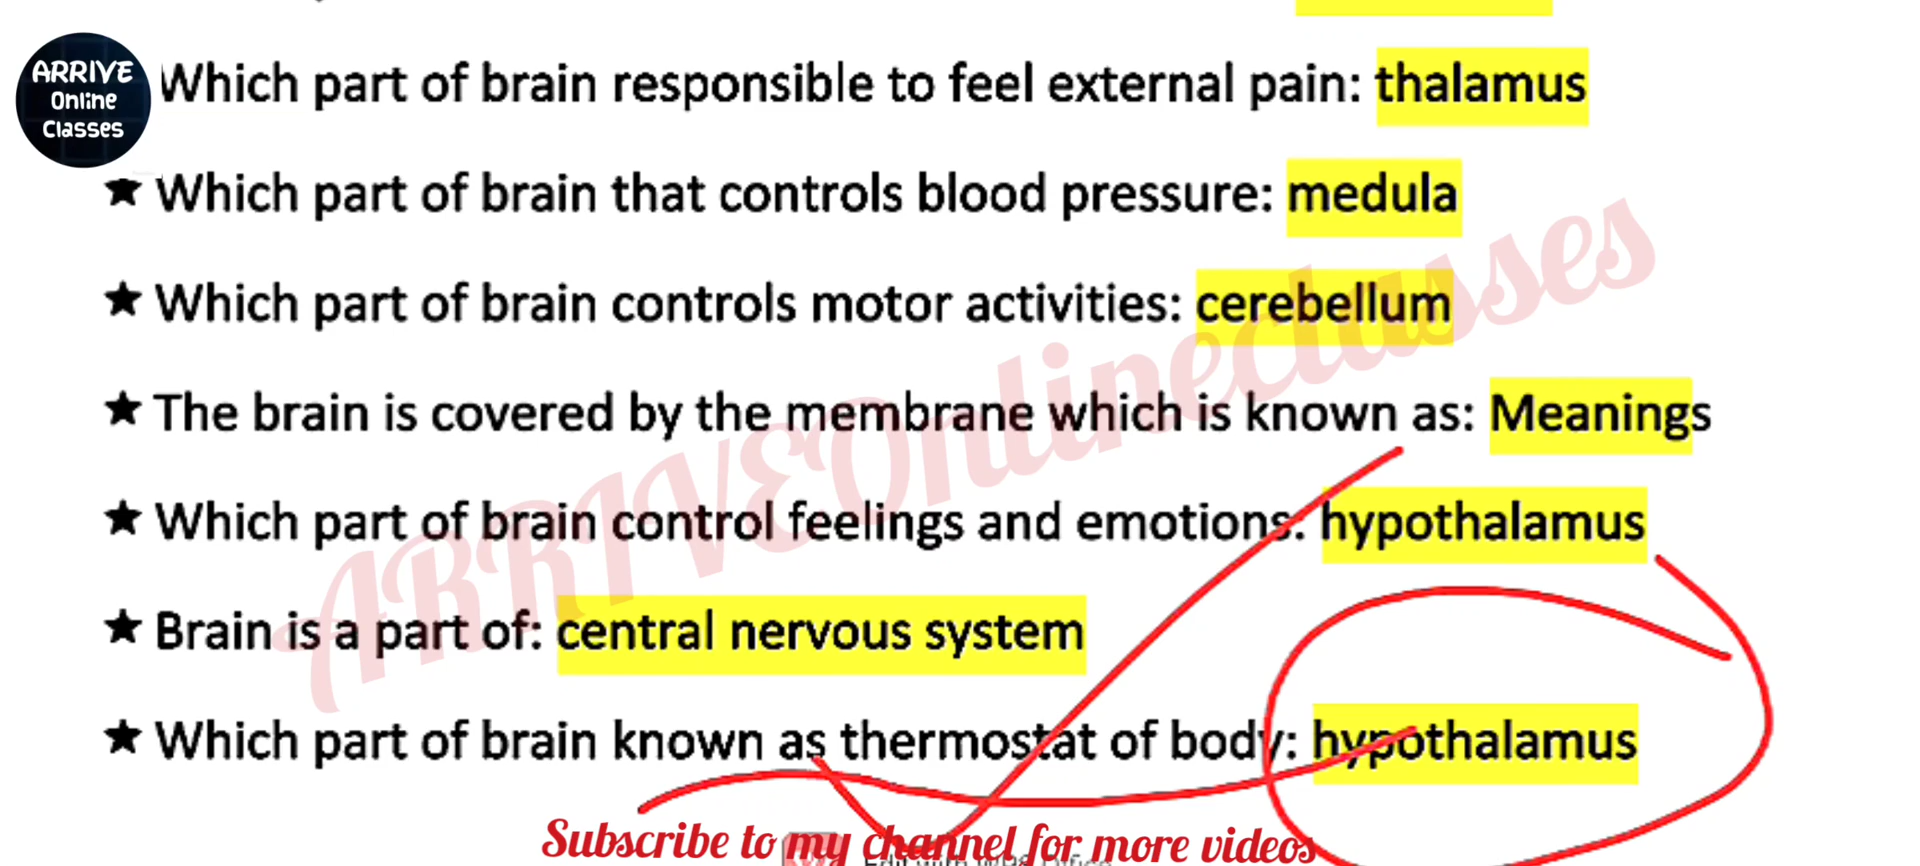 ARRIVE
Online
Classes
Which part of brain responsible to feel external pain: thalamus
★ Which part of brain that controls blood pressure: medula
★ Which part of brain controls motor activities: cerebellum
★ The brain is covered by the membrane which is known as: Meanings
★ Which part of brain control feelings and emotions: hypothalamus
★ Brain is a part of: central nervous system
★ Which part of brain known as thermostat of body: hypothalamus
ARRIVEOnlineclasses
Subscribe to my channel for more videos
Edit with WPS Office